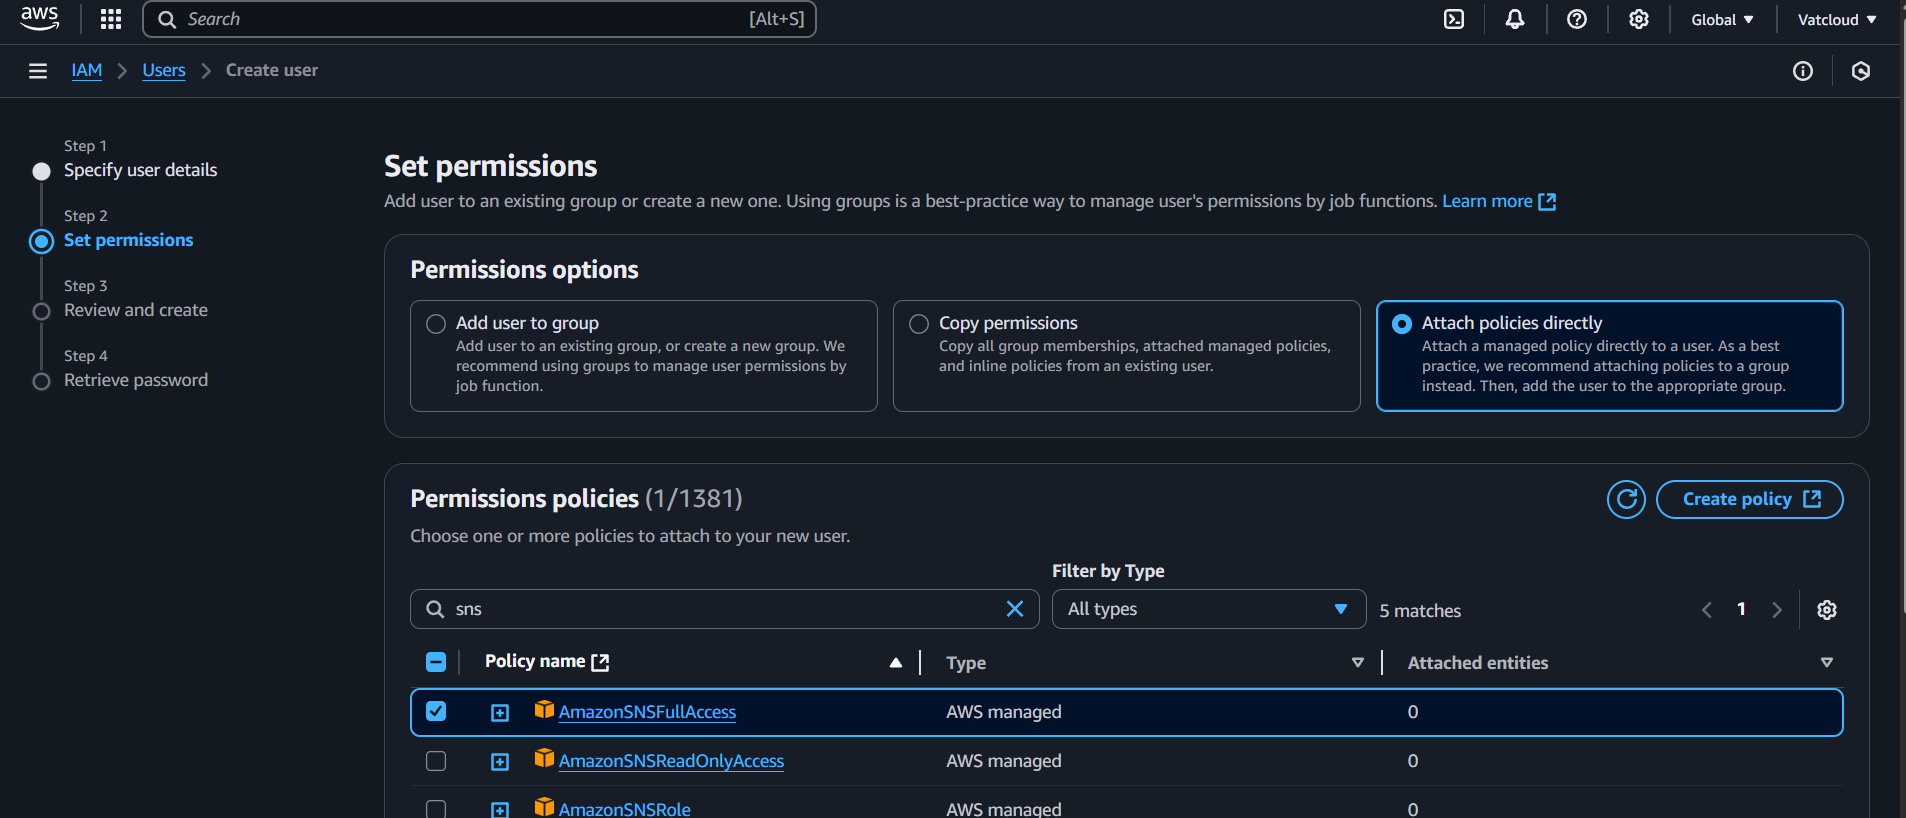 aws
Search
[Alt+S]
Global
Vatcloud
IAM
Users
Create user
Step 1
Specify user details
Step 2
Set permissions
Step 3
Review and create
Step 4
Retrieve password
Set permissions
Add user to an existing group or create a new one. Using groups is a best-practice way to manage user's permissions by job functions. Learn more
Permissions options
Add user to group
Add user to an existing group, or create a new group. We
recommend using groups to manage user permissions by
job function.
Copy permissions
Copy all group memberships, attached managed policies,
and inline policies from an existing user.
Attach policies directly
Attach a managed policy directly to a user. As a best
practice, we recommend attaching policies to a group
instead. Then, add the user to the appropriate group.
Permissions policies (1/1381)
Create policy
Choose one or more policies to attach to your new user.
Filter by Type
sns
All types
5 matches
1
Policy name
Type
Attached entities
AmazonSNSFullAccess
AWS managed
0
AmazonSNSReadOnlyAccess
AWS managed
0
AmazonSNSRole
AWS managed
0